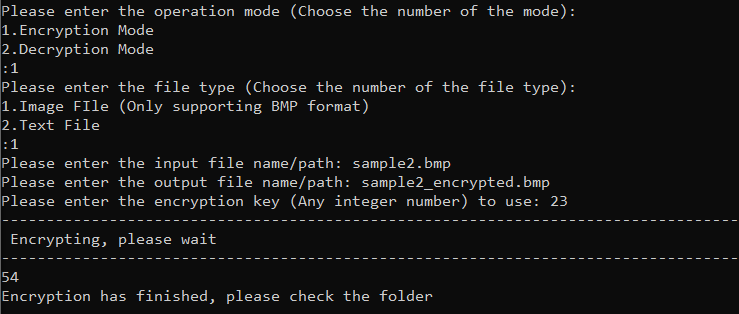 Please enter the operation mode (Choose the number of the mode):
1.Encryption Mode
2.Decryption Mode
:1
Please enter the file type (Choose the number of the file type):
1.Image FIle (Only supporting BMP format)
2.Text File
:1
Please enter the input file name/path: sample2.bmp
Please enter the output file name/path: sample2_encrypted.bmp
Please enter the encryption key (Any integer number) to use: 23
----------------------------------------------------------------------------------
 Encrypting, please wait
----------------------------------------------------------------------------------
54
Encryption has finished, please check the folder